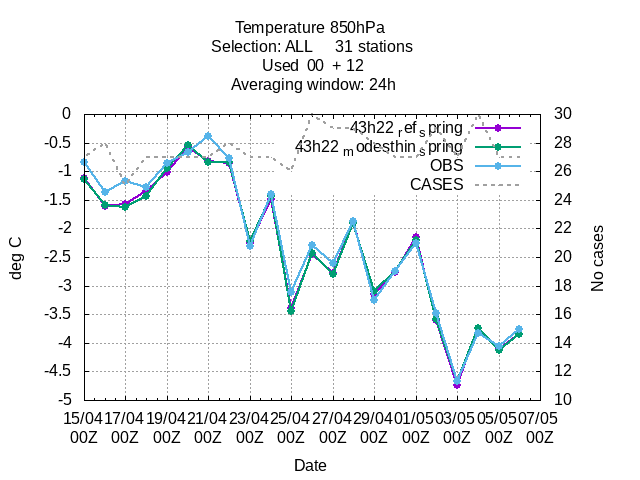 Temperature 850hPa
Selection: ALL 31 stations
Used 00 + 12
Averaging window: 24h
43h22 ref spring
43h22 modesthin spring
OBS
CASES
0
-0.5
-1
-1.5
-2
-2.5
-3
-3.5
-4
-4.5
-5
deg C
30
28
26
24
22
20
18
16
14
12
10
No cases
15/04 17/04 19/04 21/04 23/04 25/04 27/04 29/04 01/05 03/05 05/05 07/05
00Z 00Z 00Z 00Z 00Z 00Z 00Z 00Z 00Z 00Z 00Z 00Z
Date